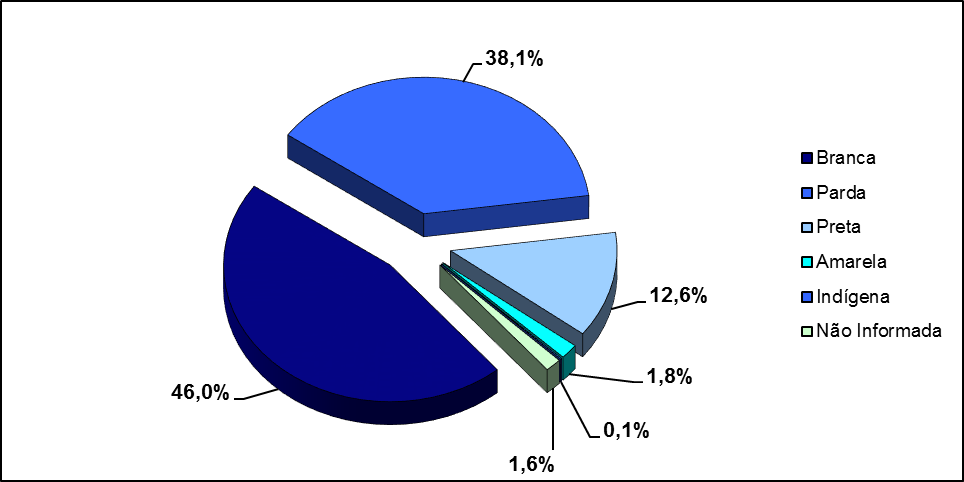 38,1%
Branca
Parda
Preta
Amarela
Indígena
Não Informada
12,6%
1,8%
46,0%
0,1%
1,6%